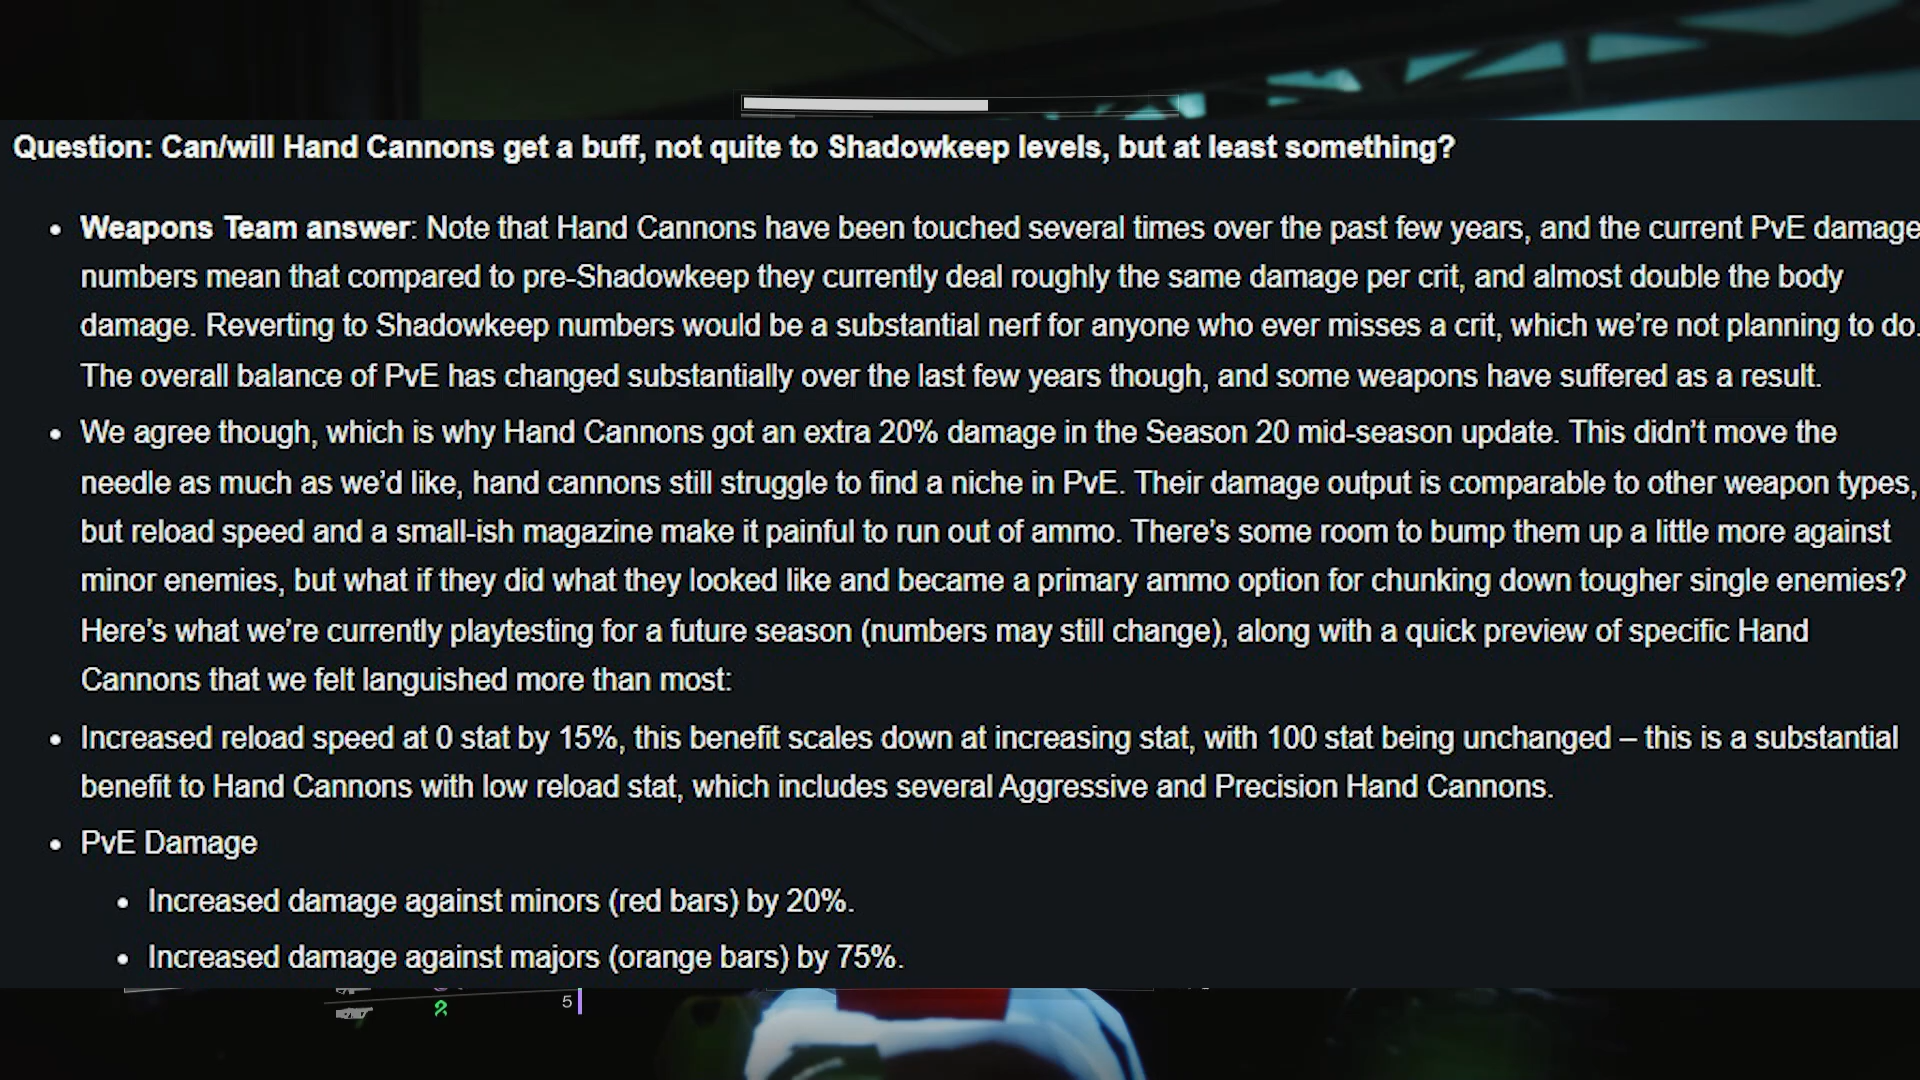 Question: Can/will Hand Cannons get a buff, not quite to Shadowkeep levels, but at least something?
• Weapons Team answer: Note that Hand Cannons have been touched several times over the past few years, and the current PvE damage
numbers mean that compared to pre-Shadowkeep they currently deal roughly the same damage per crit, and almost double the body
damage. Reverting to Shadowkeep numbers would be a substantial nerf for anyone who ever misses a crit, which we’re not planning to do.
The overall balance of PvE has changed substantially over the last few years though, and some weapons have suffered as a result.
• We agree though, which is why Hand Cannons got an extra 20% damage in the Season 20 mid-season update. This didn’t move the
needle as much as we’d like, hand cannons still struggle to find a niche in PvE. Their damage output is comparable to other weapon types,
but reload speed and a small-ish magazine make it painful to run out of ammo. There’s some room to bump them up a little more against
minor enemies, but what if they did what they looked like and became a primary ammo option for chunking down tougher single enemies?
Here’s what we’re currently playtesting for a future season (numbers may still change), along with a quick preview of specific Hand
Cannons that we felt languished more than most:
• Increased reload speed at 0 stat by 15%, this benefit scales down at increasing stat, with 100 stat being unchanged – this is a substantial
benefit to Hand Cannons with low reload stat, which includes several Aggressive and Precision Hand Cannons.
• PvE Damage
• Increased damage against minors (red bars) by 20%.
• Increased damage against majors (orange bars) by 75%.
5